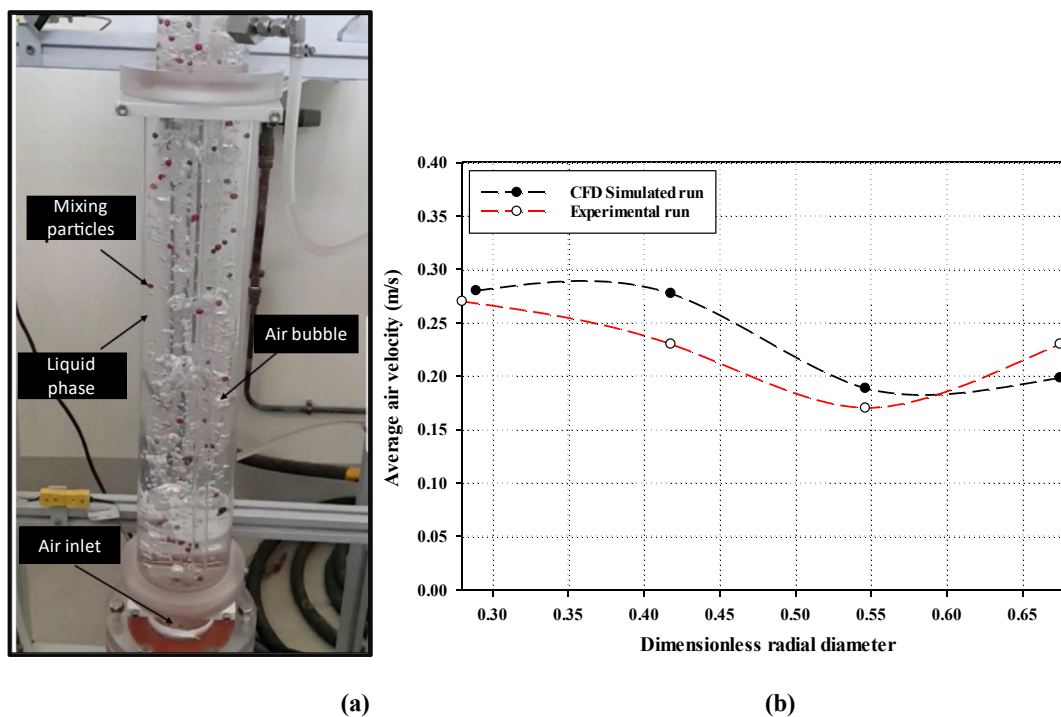 Mixing
particles
Liquid
phase
Air bubble
Air inlet
(a)
CFD Simulated run
Experimental run
Average air velocity (m/s)
0.40
0.35
0.30
0.25
0.20
0.15
0.10
0.05
0.00
0.30 0.35 0.40 0.45 0.50 0.55 0.60 0.65
Dimensionless radial diameter
(b)